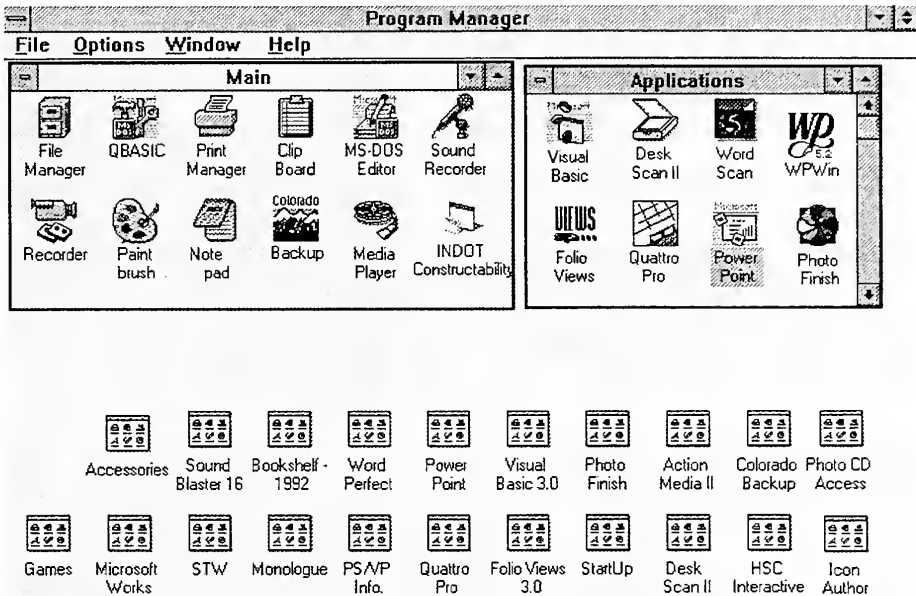 Program Manager
File Options Window Help
Main
File Manager
QBASIC
Print Manager
Clip Board
MS-DOS Editor
Sound Recorder
Recorder
Paint brush
Note pad
Colorado
Backup
Media Player
INDOT Constructability
Applications
Microsoft
Visual Basic
Desk Scan II
Word Scan
WP
5.2
WPWin
VIEWS
Folio Views
Quattro Pro
Microsoft
Power Point
Photo Finish
Accessories
Sound Blaster 16
Bookshelf - 1992
Word Perfect
Power Point
Visual Basic 3.0
Photo Finish
Action Media II
Colorado Backup
Photo CD Access
Games
Microsoft Works
STW
Monologue
PS/VP Info.
Quattro Pro
Folio Views 3.0
StartUp
Desk Scan II
HSC Interactive
Icon Author